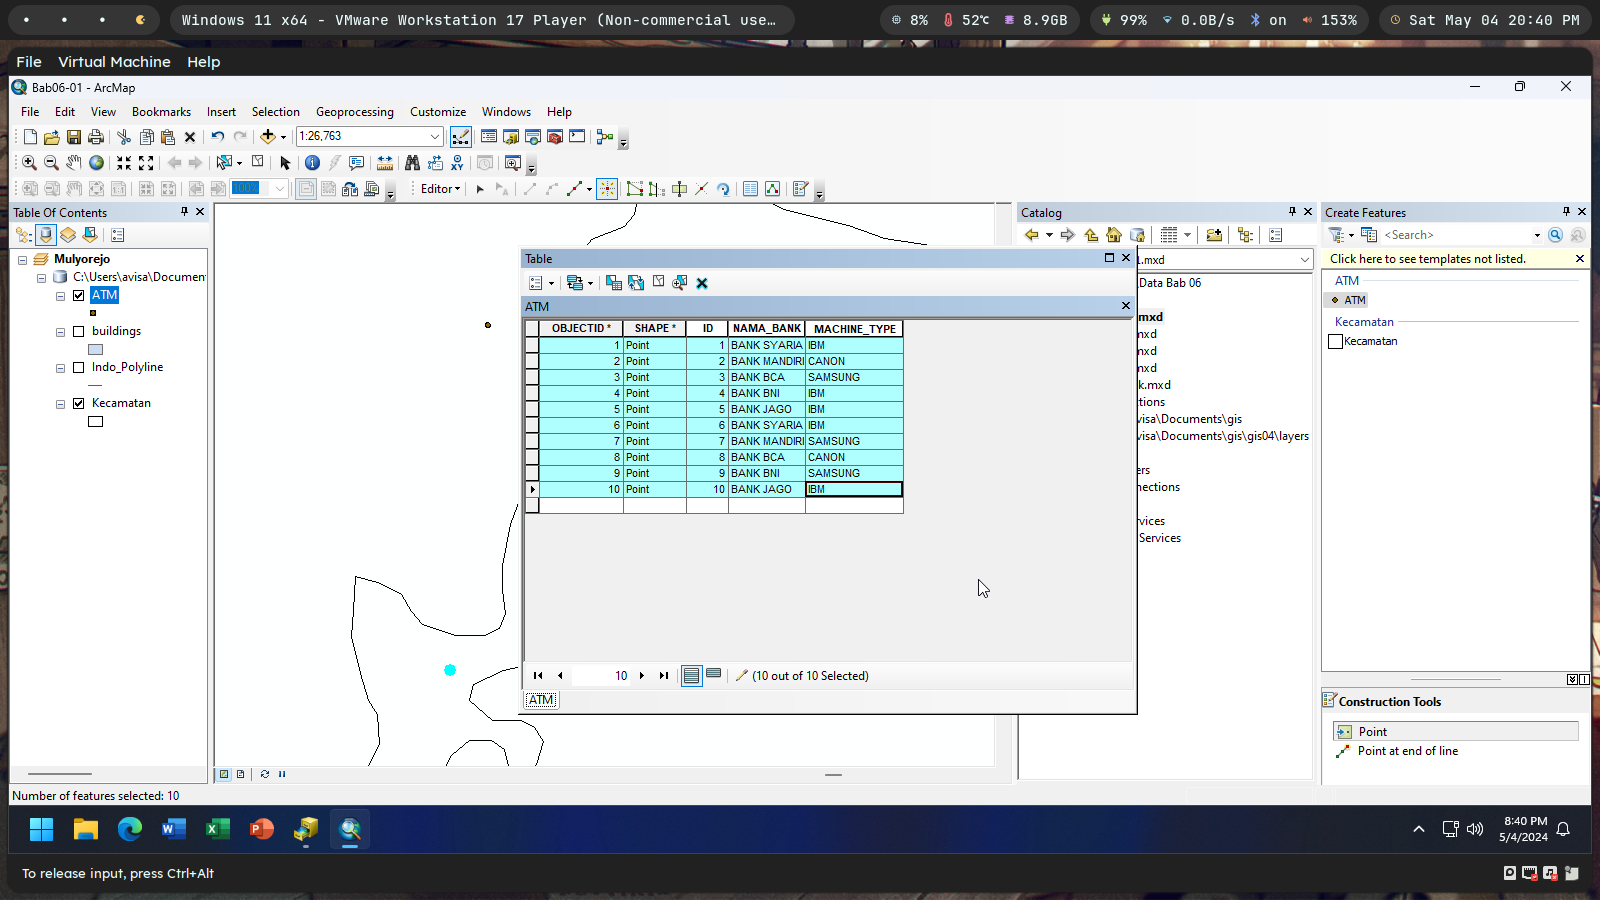 Windows 11 x64 - VMware Workstation 17 Player (Non-commercial use…
8% 52℃ 8.9GB
99% 0.0B/s on 153%
Sat May 04 20:40 PM
File Virtual Machine Help
Bab06-01 - ArcMap
File Edit View Bookmarks Insert Selection Geoprocessing Customize Windows Help
1:26,763
100%
Editor
Table Of Contents
Mulyorejo
C:\Users\avisa\Document
ATM
buildings
Indo_Polyline
Kecamatan
Table
ATM
OBJECTID * SHAPE * ID NAMA_BANK MACHINE_TYPE
1 Point 1 BANK SYARIA IBM
2 Point 2 BANK MANDIRI CANON
3 Point 3 BANK BCA SAMSUNG
4 Point 4 BANK BNI IBM
5 Point 5 BANK JAGO IBM
6 Point 6 BANK SYARIA IBM
7 Point 7 BANK MANDIRI SAMSUNG
8 Point 8 BANK BCA CANON
9 Point 9 BANK BNI SAMSUNG
10 Point 10 BANK JAGO IBM
10
(10 out of 10 Selected)
ATM
Catalog
1.mxd
\Data Bab 06
mxd
mxd
mxd
mxd
k.mxd
tions
visa\Documents\gis
visa\Documents\gis\gis04\layers
ers
nections
rvices
Services
Create Features
<Search>
Click here to see templates not listed.
ATM
ATM
Kecamatan
Kecamatan
Construction Tools
Point
Point at end of line
Number of features selected: 10
8:40 PM
5/4/2024
To release input, press Ctrl+Alt